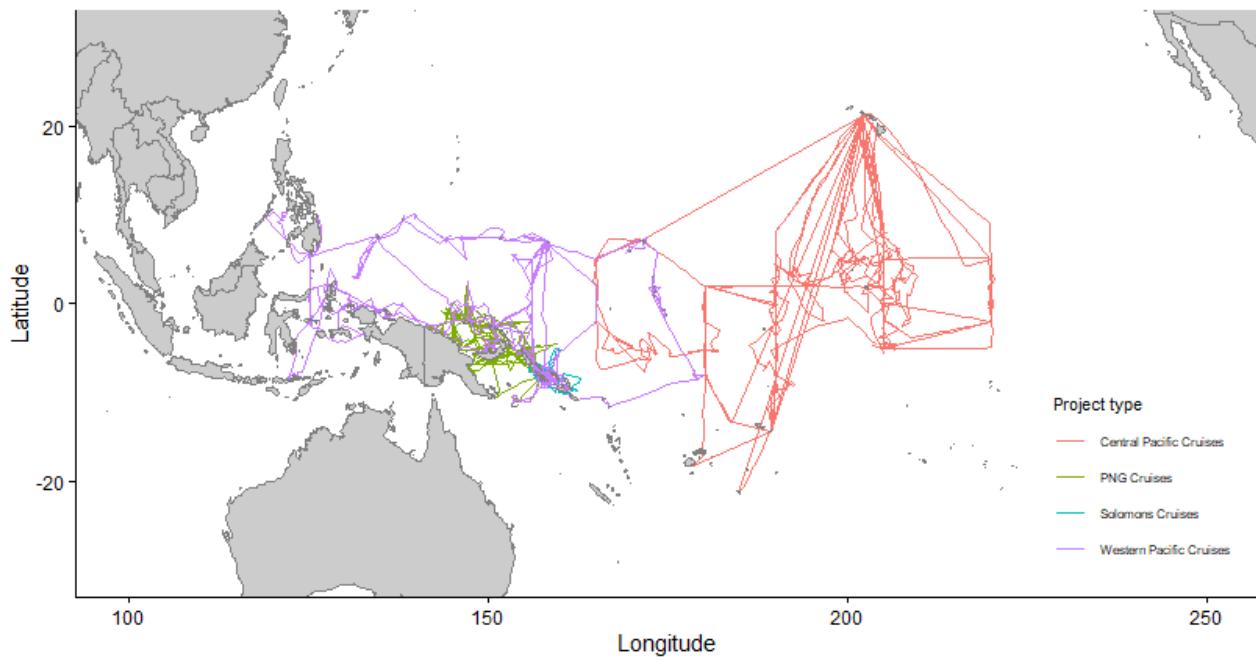 20
0
-20
Latitude
100
150
200
250
Longitude
Project type
Central Pacific Cruises
PNG Cruises
Solomons Cruises
Western Pacific Cruises